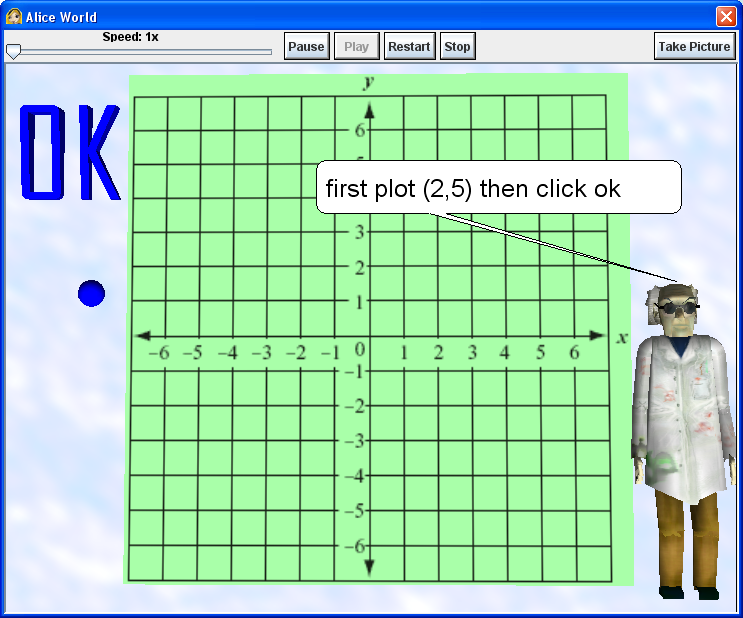 Alice World
Speed: 1x
Pause
Play
Restart
Stop
Take Picture
OK
y
6
first plot (2,5) then click ok
3
2
1
x
−6 −5 −4 −3 −2 −1 0 1 2 3 4 5 6
−1
−2
−3
−4
−5
−6